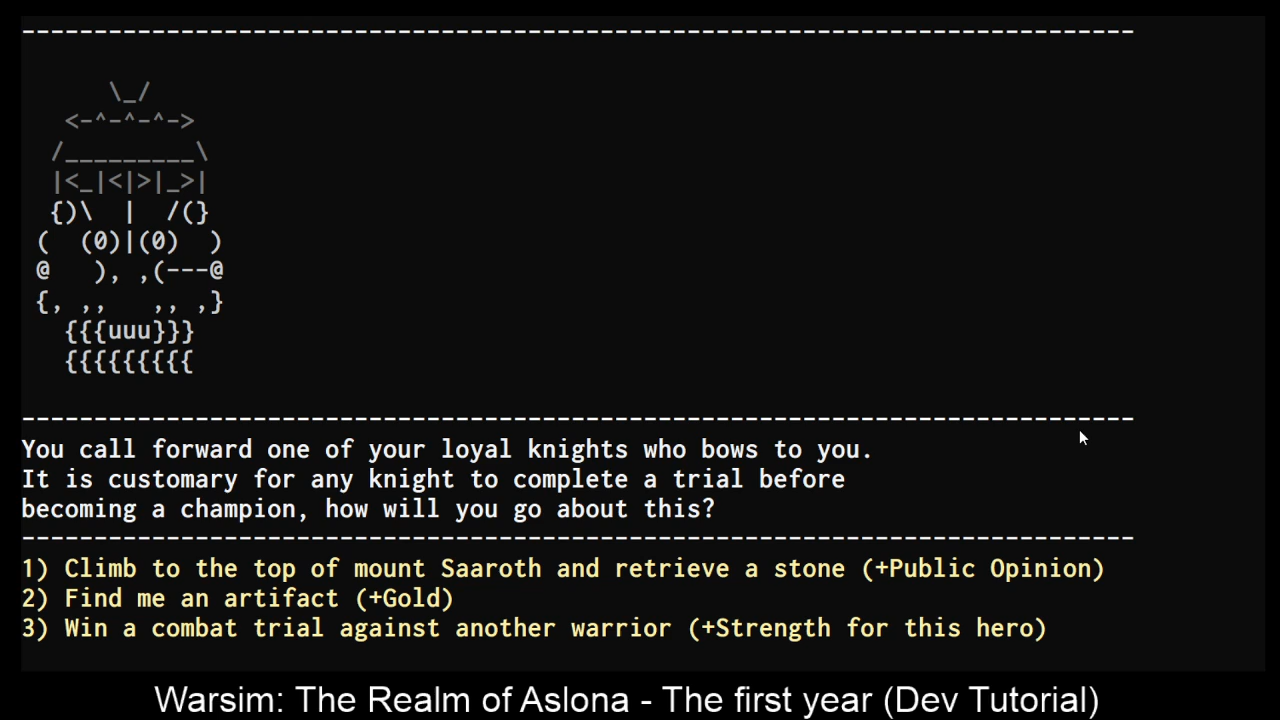 You call forward one of your loyal knights who bows to you.
It is customary for any knight to complete a trial before
becoming a champion, how will you go about this?
1) Climb to the top of mount Saaroth and retrieve a stone (+Public Opinion)
2) Find me an artifact (+Gold)
3) Win a combat trial against another warrior (+Strength for this hero)
Warsim: The Realm of Aslona - The first year (Dev Tutorial)